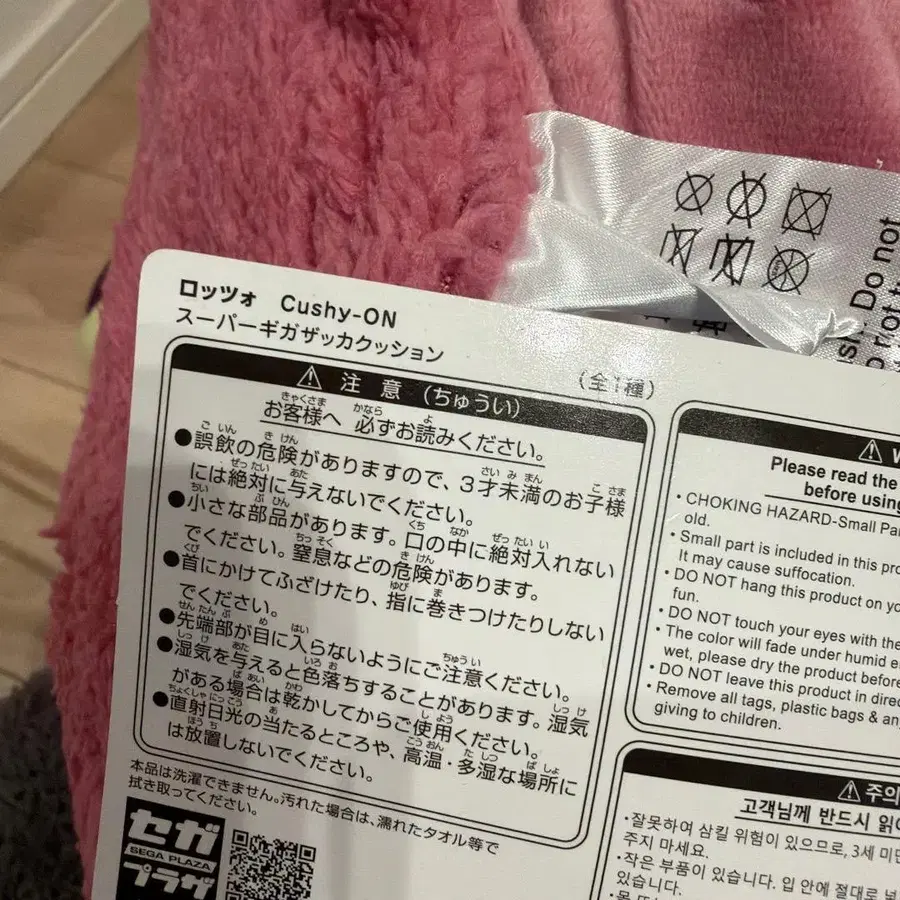 ロッツォ Cushy-ON
スーパーギガザッカクッション
(全1種)
⚠ 注意 (ちゅうい)
お客様へ 必ずお読みください。
●誤飲の危険がありますので、3才未満のお子様
には絶対に与えないでください。
●小さな部品があります。口の中に絶対入れない
でください。窒息などの危険があります。
●首にかけてふざけたり、指に巻きつけたりしない
でください。
●先端部が目に入らないようにご注意ください。
●湿気を与えると色落ちすることがあります。湿気
がある場合は乾かしてからご使用ください。
●直射日光の当たるところや、高温・多湿な場所に
は放置しないでください。
本品は洗濯できません。汚れた場合は、濡れたタオル等で
拭き取ってください。
セガ
SEGA PLAZA
プラザ
Please read the
before using
• CHOKING HAZARD-Small
old.
• Small part is included in this
It may cause suffocation.
• DO NOT hang this product on
fun.
• DO NOT touch your eyes with the
• The color will fade under humid
wet, please dry the product before
• DO NOT leave this product in
• Remove all tags, plastic bags &
giving to children.
⚠ 주의
고객님께 반드시
•잘못하여 삼킬 위험이 있으므로, 3세
주지 마세요.
•작은 부품이 있습니다. 입 안에 절대로
있습니다.
Do not